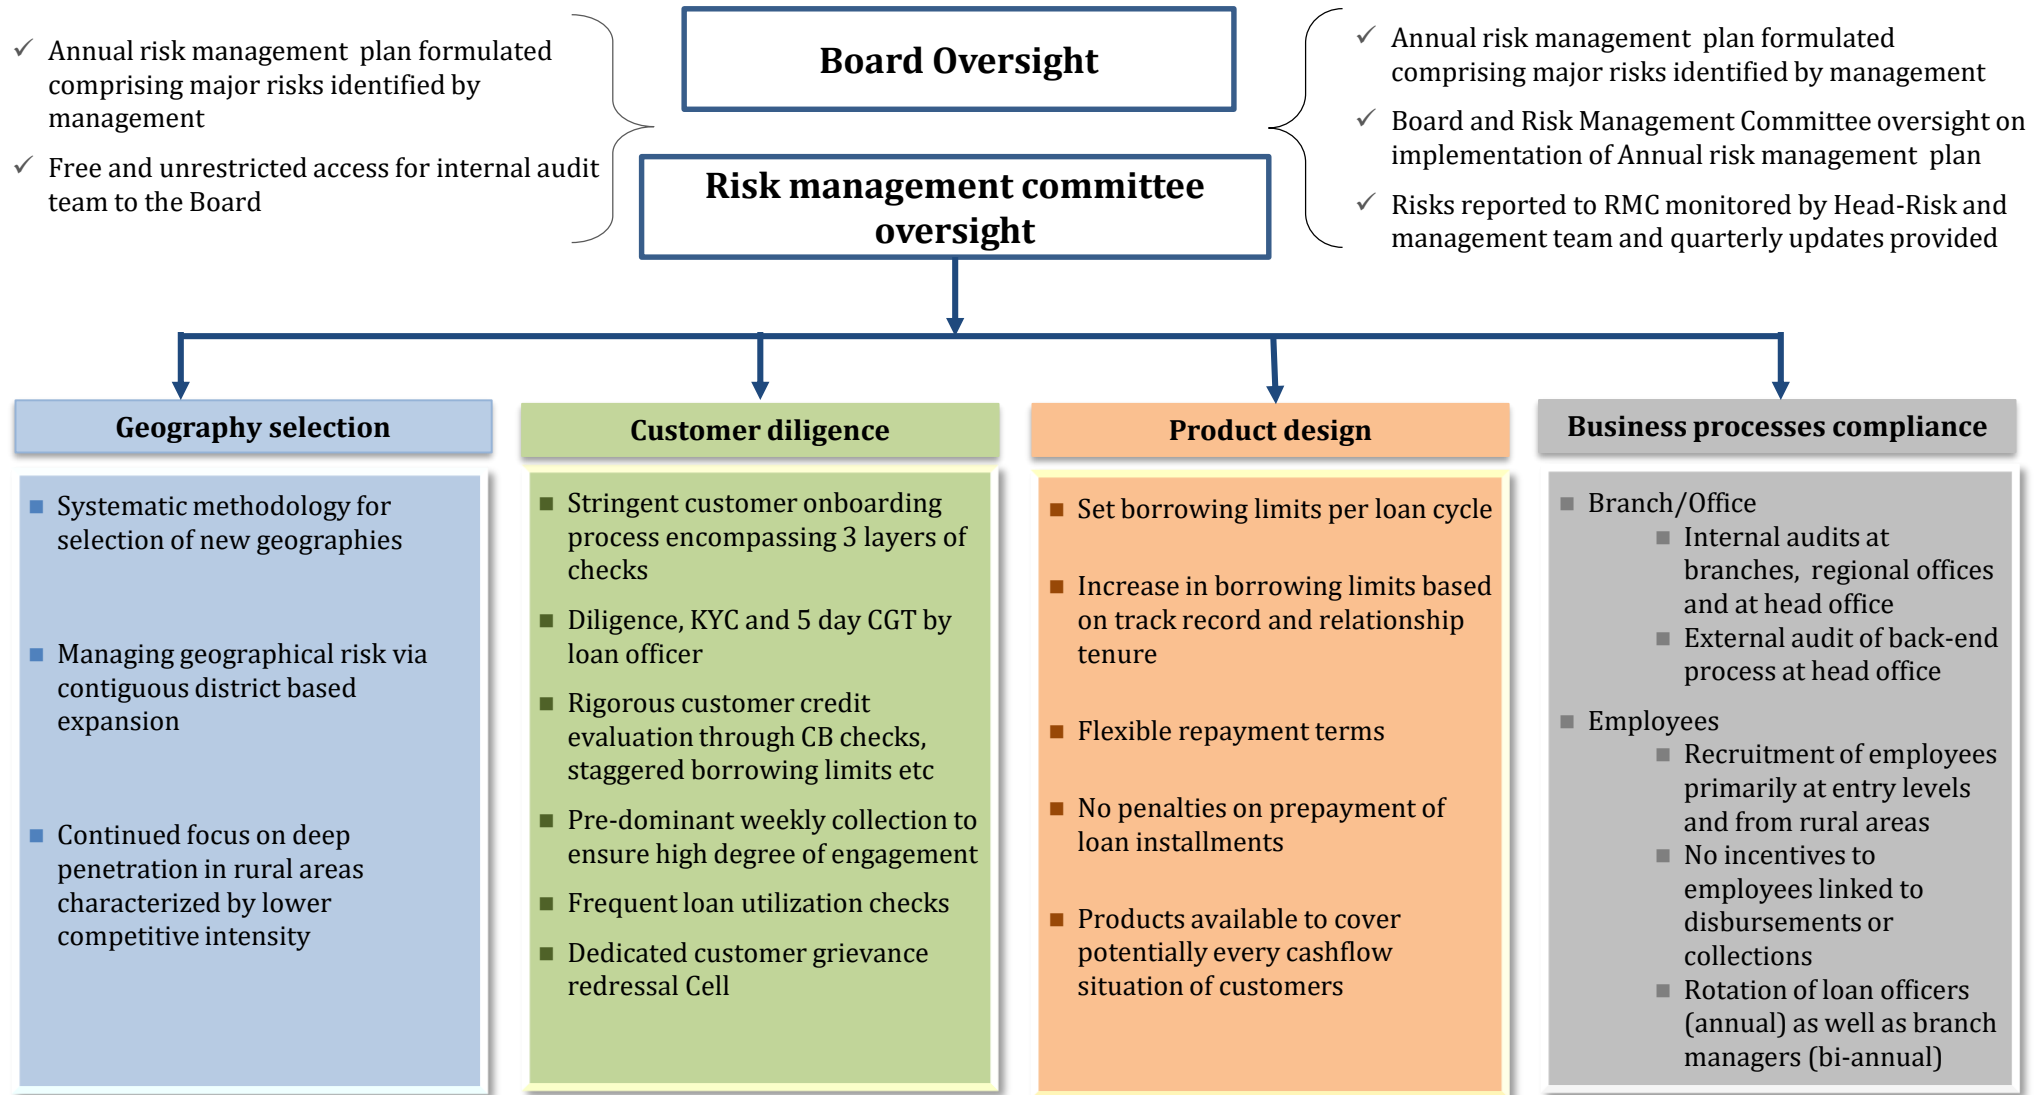 ✓ Annual risk management plan formulated
comprising major risks identified by
management
✓ Free and unrestricted access for internal audit
team to the Board
Board Oversight
Risk management committee
oversight
✓ Annual risk management plan formulated
comprising major risks identified by management
✓ Board and Risk Management Committee oversight on
implementation of Annual risk management plan
✓ Risks reported to RMC monitored by Head-Risk and
management team and quarterly updates provided
Geography selection
■ Systematic methodology for
selection of new geographies
■ Managing geographical risk via
contiguous district based
expansion
■ Continued focus on deep
penetration in rural areas
characterized by lower
competitive intensity
Customer diligence
■ Stringent customer onboarding
process encompassing 3 layers of
checks
■ Diligence, KYC and 5 day CGT by
loan officer
■ Rigorous customer credit
evaluation through CB checks,
staggered borrowing limits etc
■ Pre-dominant weekly collection to
ensure high degree of engagement
■ Frequent loan utilization checks
■ Dedicated customer grievance
redressal Cell
Product design
■ Set borrowing limits per loan cycle
■ Increase in borrowing limits based
on track record and relationship
tenure
■ Flexible repayment terms
■ No penalties on prepayment of
loan installments
■ Products available to cover
potentially every cashflow
situation of customers
Business processes compliance
■ Branch/Office
■ Internal audits at
branches, regional offices
and at head office
■ External audit of back-end
process at head office
■ Employees
■ Recruitment of employees
primarily at entry levels
and from rural areas
■ No incentives to
employees linked to
disbursements or
collections
■ Rotation of loan officers
(annual) as well as branch
managers (bi-annual)